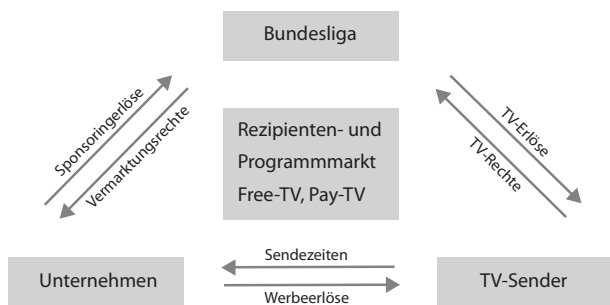 Bundesliga
Sponsoringerlöse
Vermarktungsrechte
Rezipienten- und
Programmmarkt
Free-TV, Pay-TV
TV-Erlöse
TV-Rechte
Unternehmen
Sendezeiten
Werbeerlöse
TV-Sender